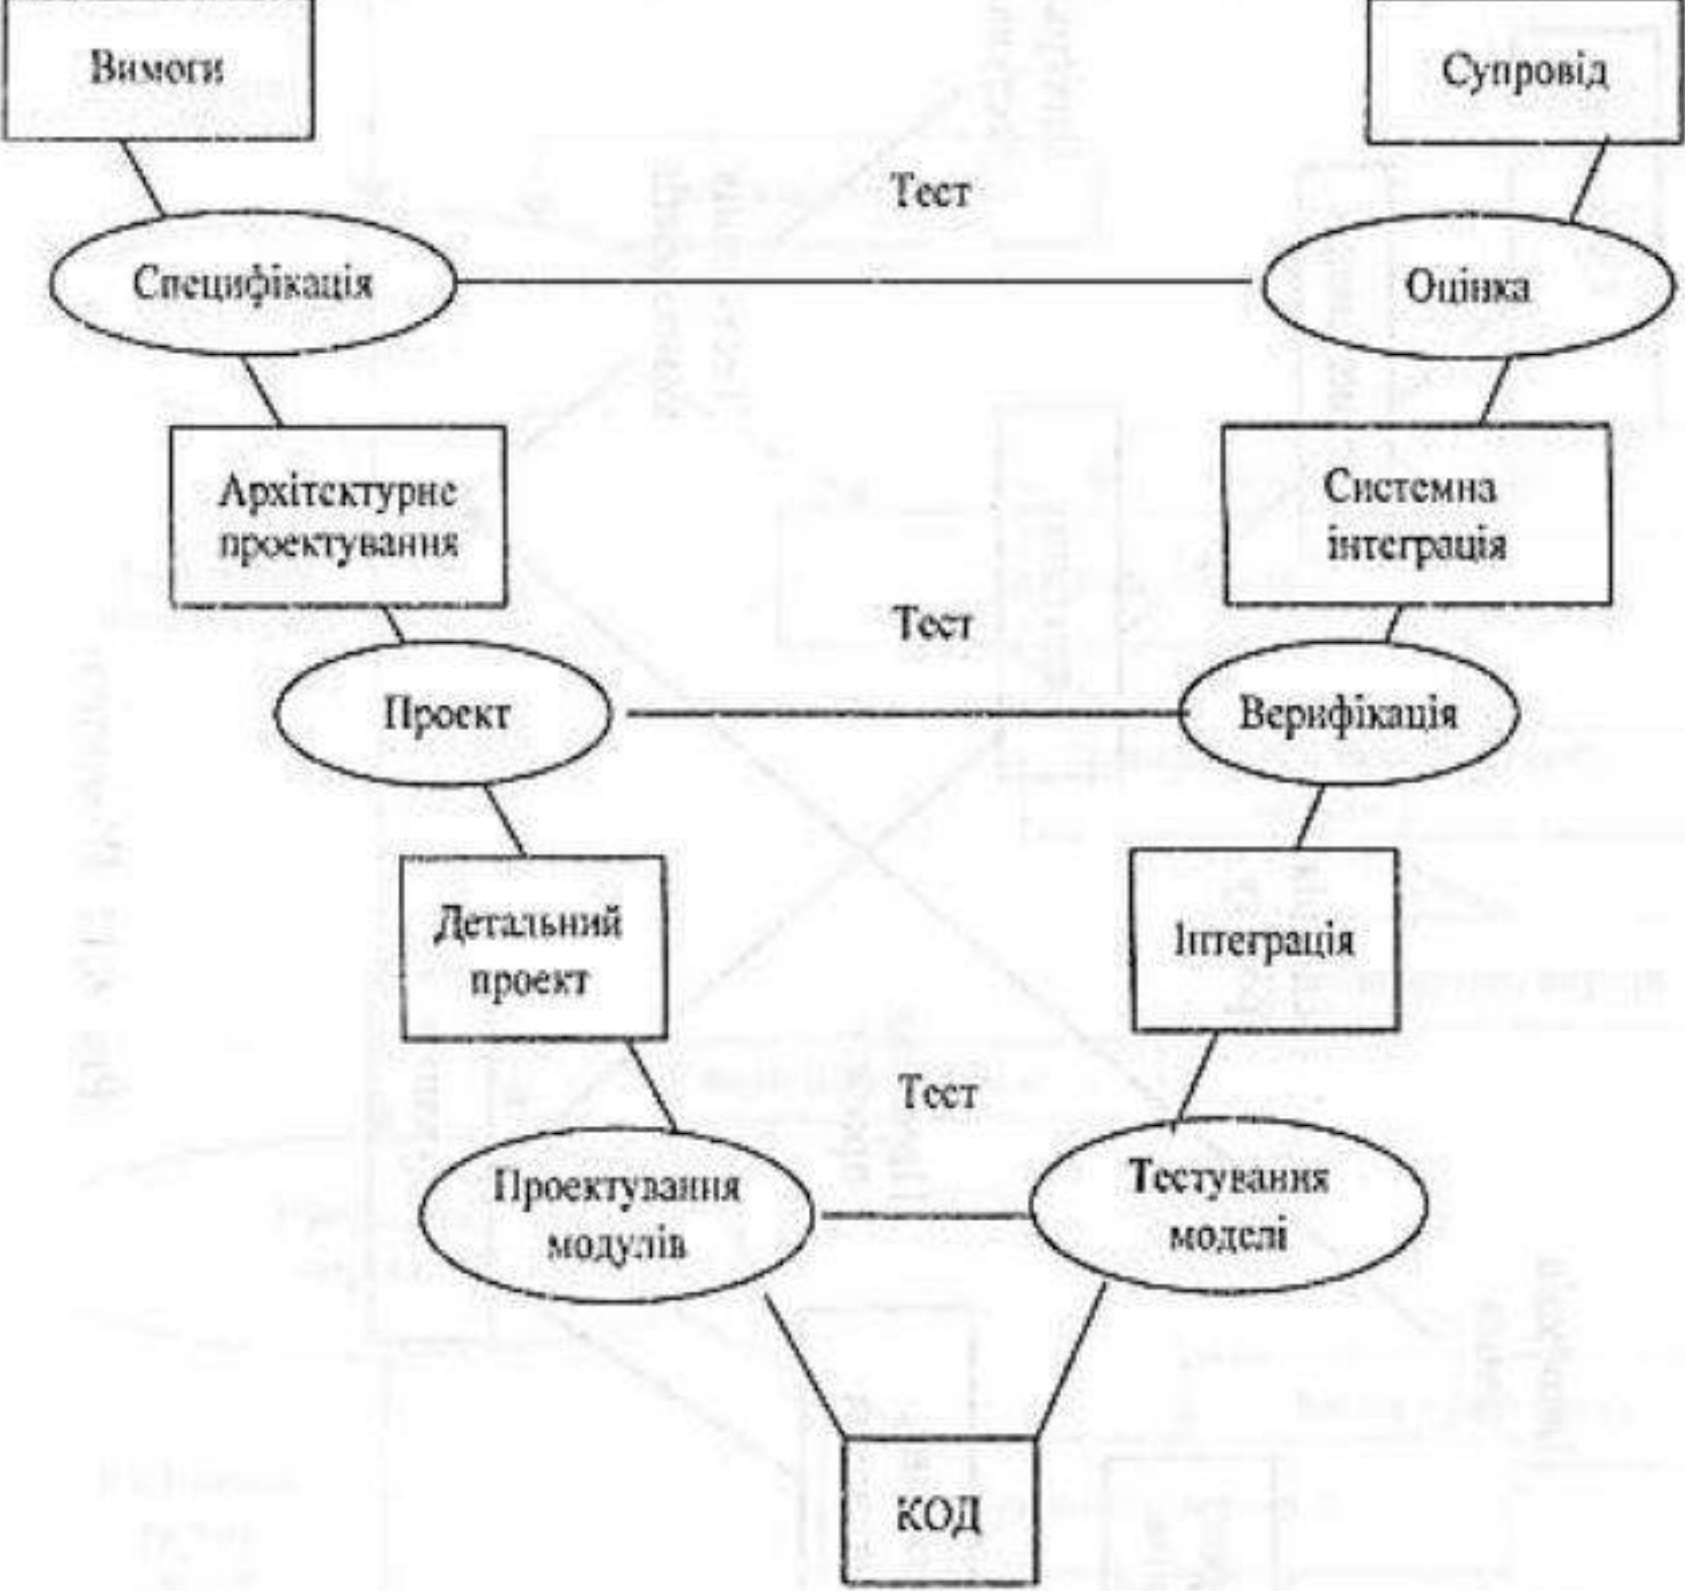 Вимоги
Супровід
Тест
Специфікація
Оцінка
Архітектурне
проектування
Системна
інтеграція
Тест
Проект
Верифікація
Детальний
проект
Інтеграція
Тест
Проектування
модулів
Тестування
моделі
КОД